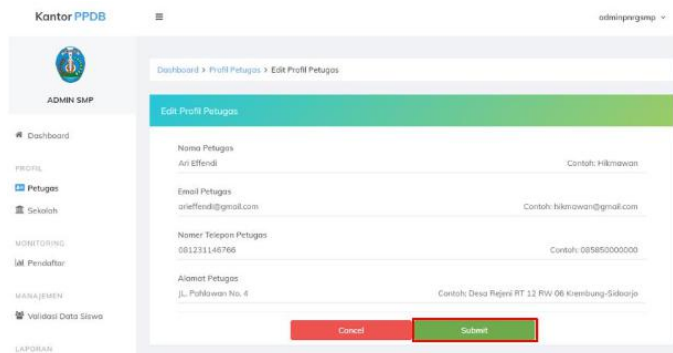 Kantor PPDB
adminpnrgsmp
ADMIN SMP
Dashboard
PROFIL
Petugas
Sekolah
MONITORING
Pendaftar
MANAJEMEN
Validasi Data Siswa
LAPORAN
Dashboard > Profil Petugas > Edit Profil Petugas
Edit Profil Petugas
Nama Petugas
Ari Effendi Contoh: Hikmawan
Email Petugas
arieffendi@gmail.com Contoh: hikmawan@gmail.com
Nomer Telepon Petugas
081231146766 Contoh: 085850000000
Alamat Petugas
JL. Pahlawan No. 4 Contoh: Desa Rejeni RT 12 RW 06 Krembung-Sidoarjo
Cancel Submit